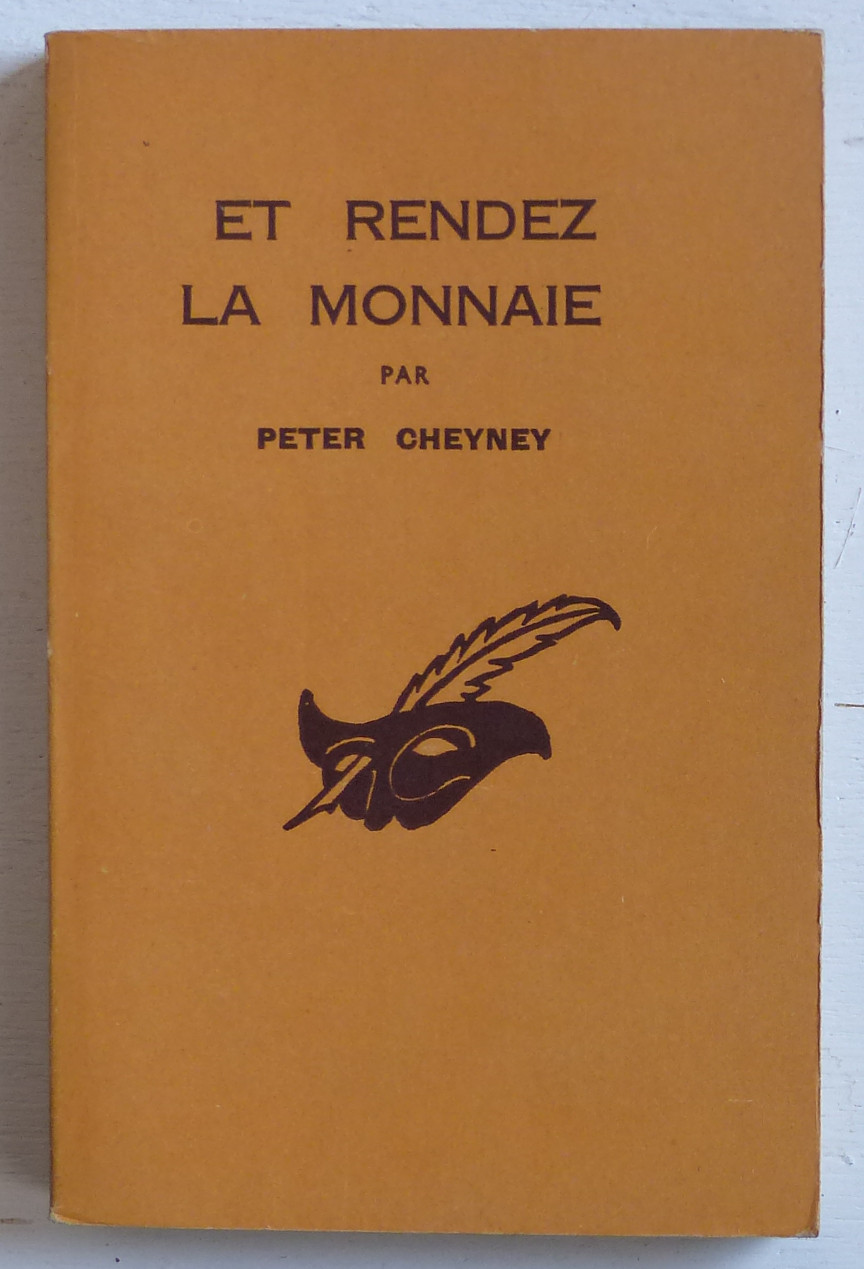 ET RENDEZ
LA MONNAIE
PAR
PETER CHEYNEY